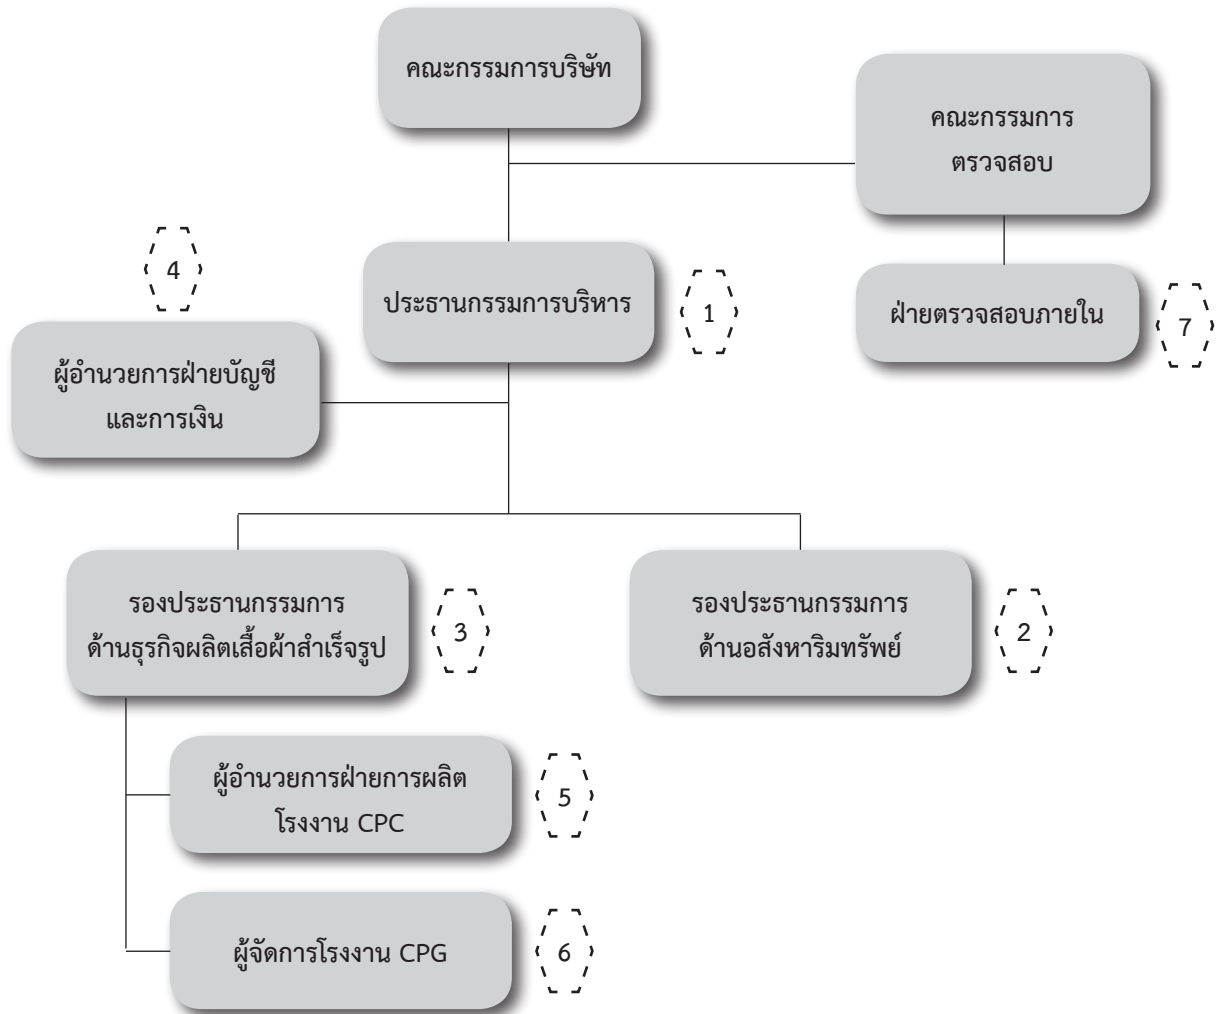 คณะกรรมการบริษัท
คณะกรรมการ
ตรวจสอบ
4
ประธานกรรมการบริหาร
1
ฝ่ายตรวจสอบภายใน
7
ผู้อำนวยการฝ่ายบัญชี
และการเงิน
รองประธานกรรมการ
ด้านธุรกิจผลิตเสื้อผ้าสำเร็จรูป
3
รองประธานกรรมการ
ด้านอสังหาริมทรัพย์
2
ผู้อำนวยการฝ่ายการผลิต
โรงงาน CPC
5
ผู้จัดการโรงงาน CPG
6